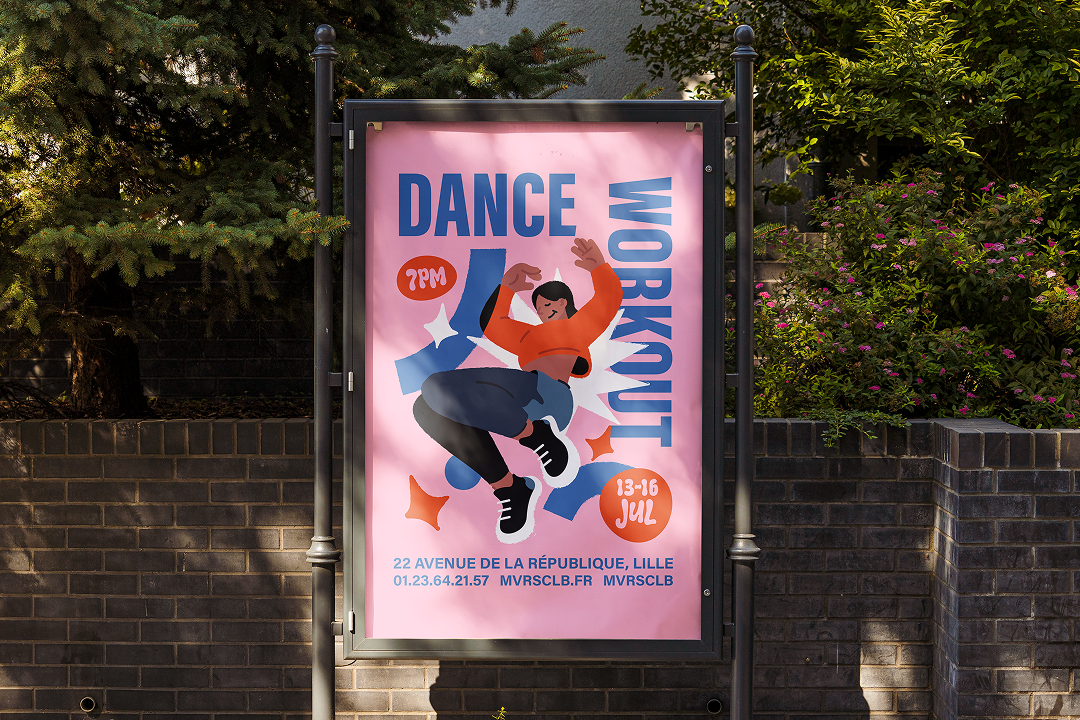 DANCE
WORKOUT
7PM
13-16
JUL
22 AVENUE DE LA RÉPUBLIQUE, LILLE
01.23.64.21.57 MVRSCLB.FR MVRSCLB